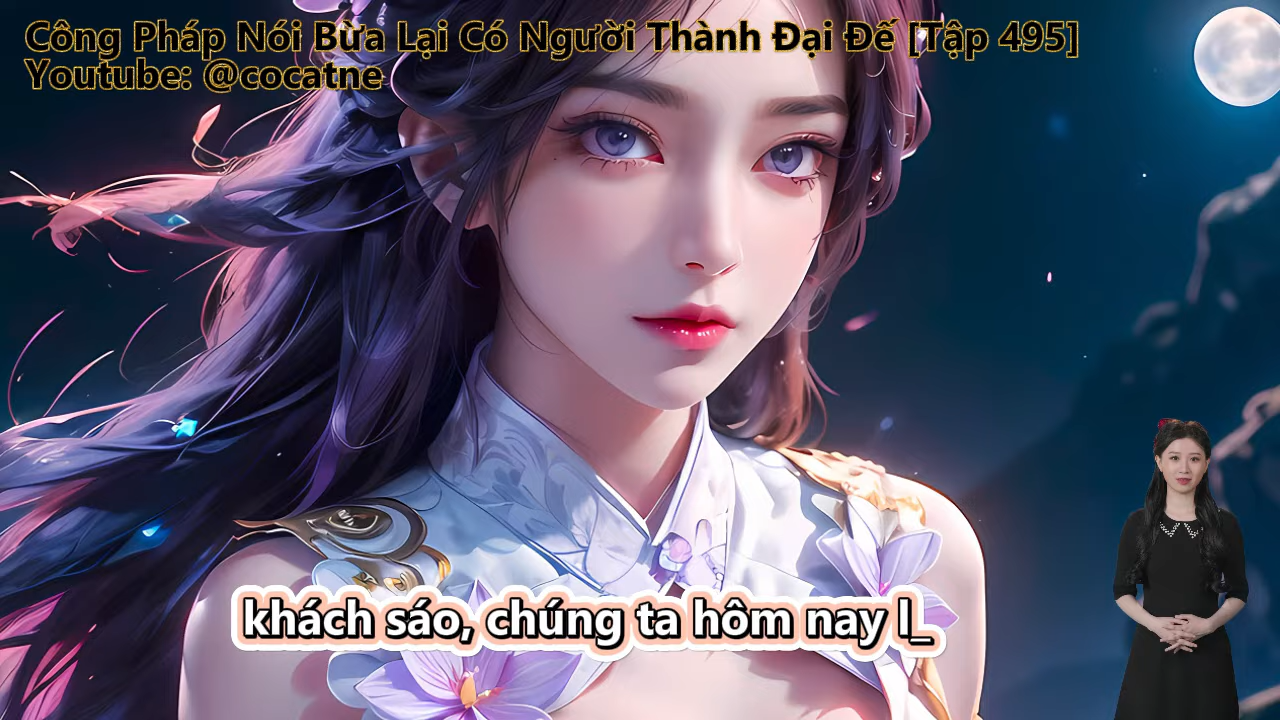 Công Pháp Nói Bừa Lại Có Người Thành Đại Đế [Tập 495]
Youtube: @cocatne
khách sáo, chúng ta hôm nay l_